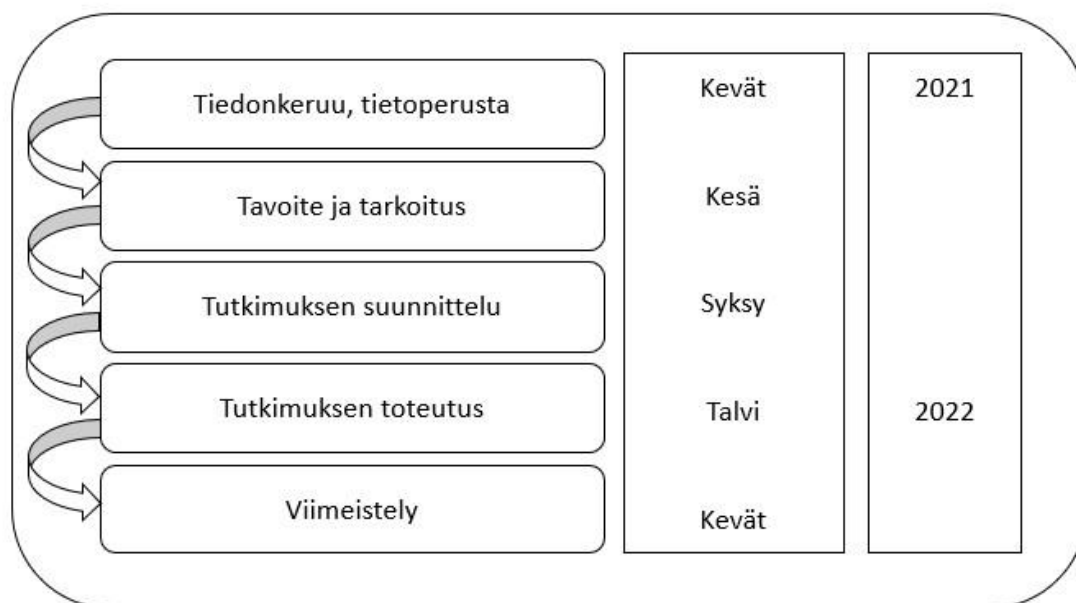 Tiedonkeruu, tietoperusta
Kevät
2021
Tavoite ja tarkoitus
Kesä
Tutkimuksen suunnittelu
Syksy
Tutkimuksen toteutus
Talvi
2022
Viimeistely
Kevät